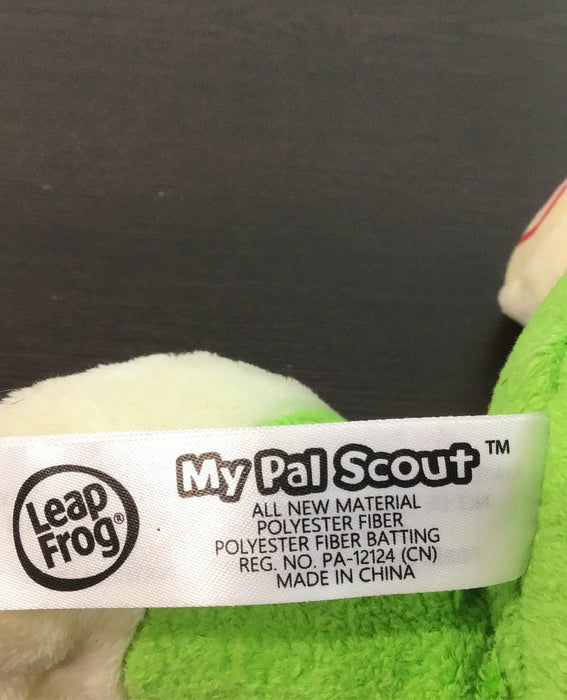 Leap
Frog®
My Pal Scout™
ALL NEW MATERIAL
POLYESTER FIBER
POLYESTER FIBER BATTING
REG. NO. PA-12124 (CN)
MADE IN CHINA